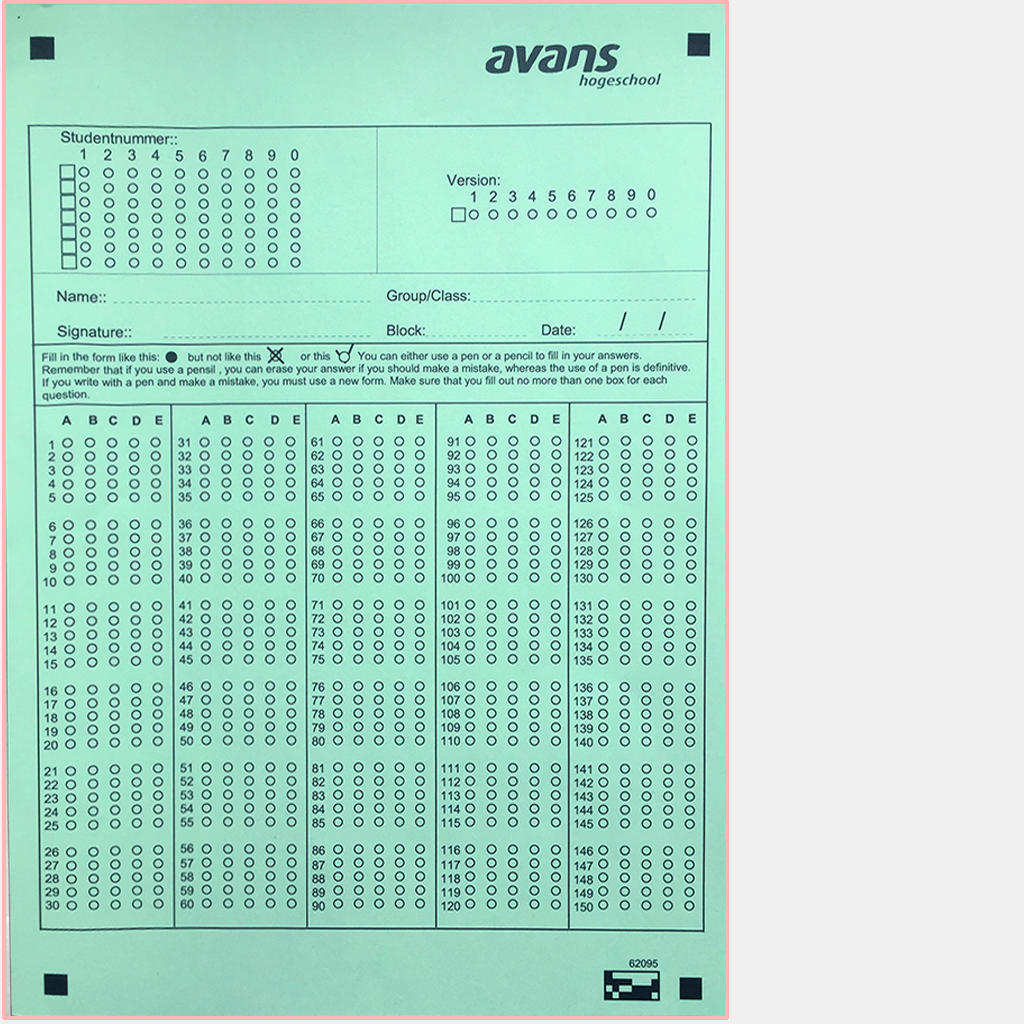 avans
hogeschool
Studentnummer::
1 2 3 4 5 6 7 8 9 0
Version:
1 2 3 4 5 6 7 8 9 0
Name::
Group/Class:
Signature::
Block:
Date: / /
Fill in the form like this: but not like this or this You can either use a pen or a pencil to fill in your answers.
Remember that if you use a pensil , you can erase your answer if you should make a mistake, whereas the use of a pen is definitive.
If you write with a pen and make a mistake, you must use a new form. Make sure that you fill out no more than one box for each
question.
A B C D E A B C D E A B C D E A B C D E A B C D E
1 31 61 91 121
2 32 62 92 122
3 33 63 93 123
4 34 64 94 124
5 35 65 95 125
6 36 66 96 126
7 37 67 97 127
8 38 68 98 128
9 39 69 99 129
10 40 70 100 130
11 41 71 101 131
12 42 72 102 132
13 43 73 103 133
14 44 74 104 134
15 45 75 105 135
16 46 76 106 136
17 47 77 107 137
18 48 78 108 138
19 49 79 109 139
20 50 80 110 140
21 51 81 111 141
22 52 82 112 142
23 53 83 113 143
24 54 84 114 144
25 55 85 115 145
26 56 86 116 146
27 57 87 117 147
28 58 88 118 148
29 59 89 119 149
30 60 90 120 150
62095